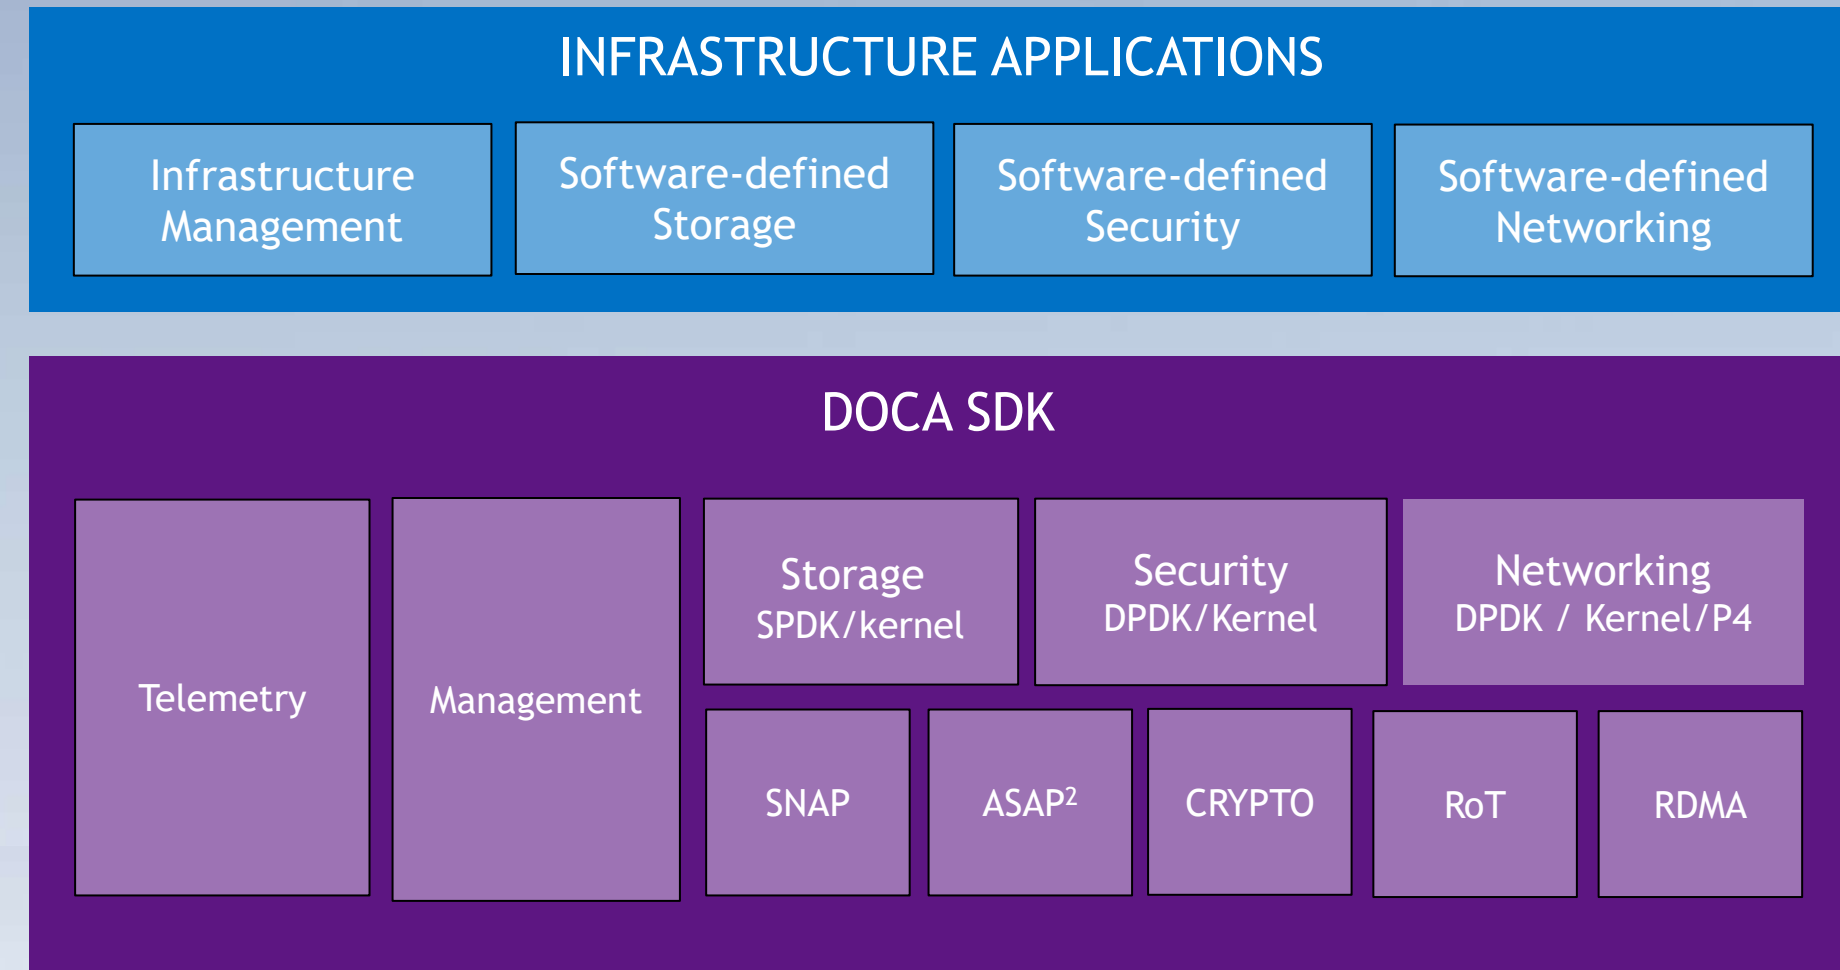 INFRASTRUCTURE APPLICATIONS
Infrastructure
Management
Software-defined
Storage
Software-defined
Security
Software-defined
Networking
DOCA SDK
Telemetry
Management
Storage
SPDK/kernel
Security
DPDK/Kernel
Networking
DPDK / Kernel/P4
SNAP
ASAP²
CRYPTO
RoT
RDMA